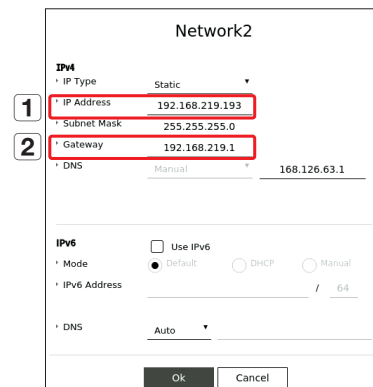 Network2
IPv4
IP Type Static
1 IP Address 192.168.219.193
Subnet Mask 255.255.255.0
2 Gateway 192.168.219.1
DNS Manual 168.126.63.1
IPv6 Use IPv6
Mode Default DHCP Manual
IPv6 Address / 64
DNS Auto
Ok Cancel